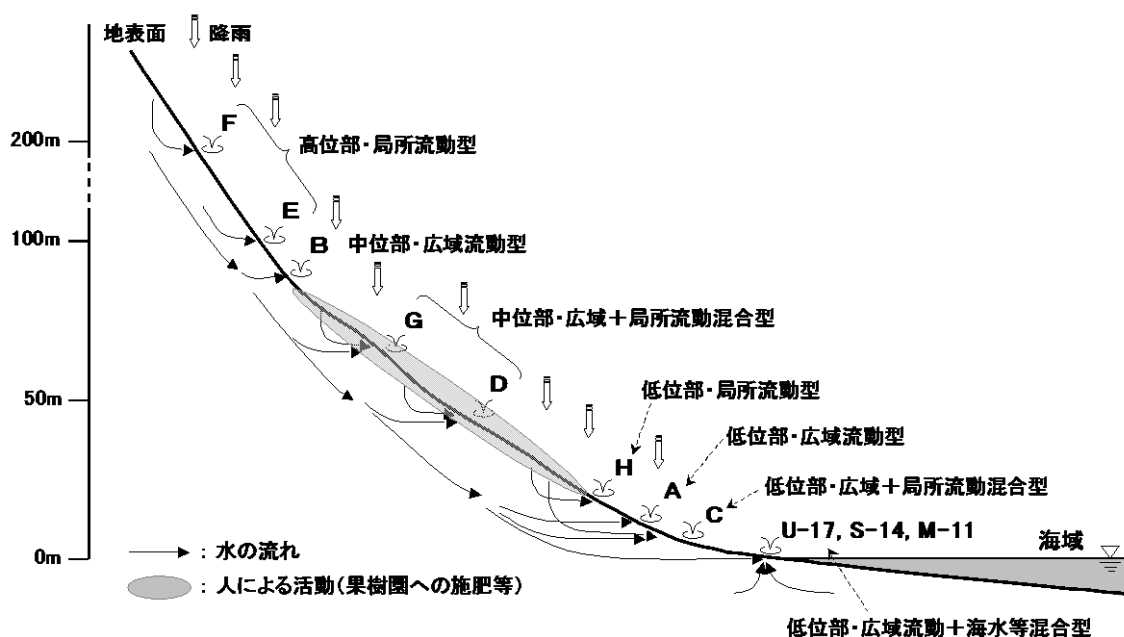 地表面
降雨
200m
F
高位部・局所流動型
E
100m
B
中位部・広域流動型
G
中位部・広域＋局所流動混合型
50m
D
低位部・局所流動型
低位部・広域流動型
H
A
低位部・広域＋局所流動混合型
C
U-17, S-14, M-11
海域
0m
：水の流れ
：人による活動(果樹園への施肥等)
低位部・広域流動＋海水等混合型